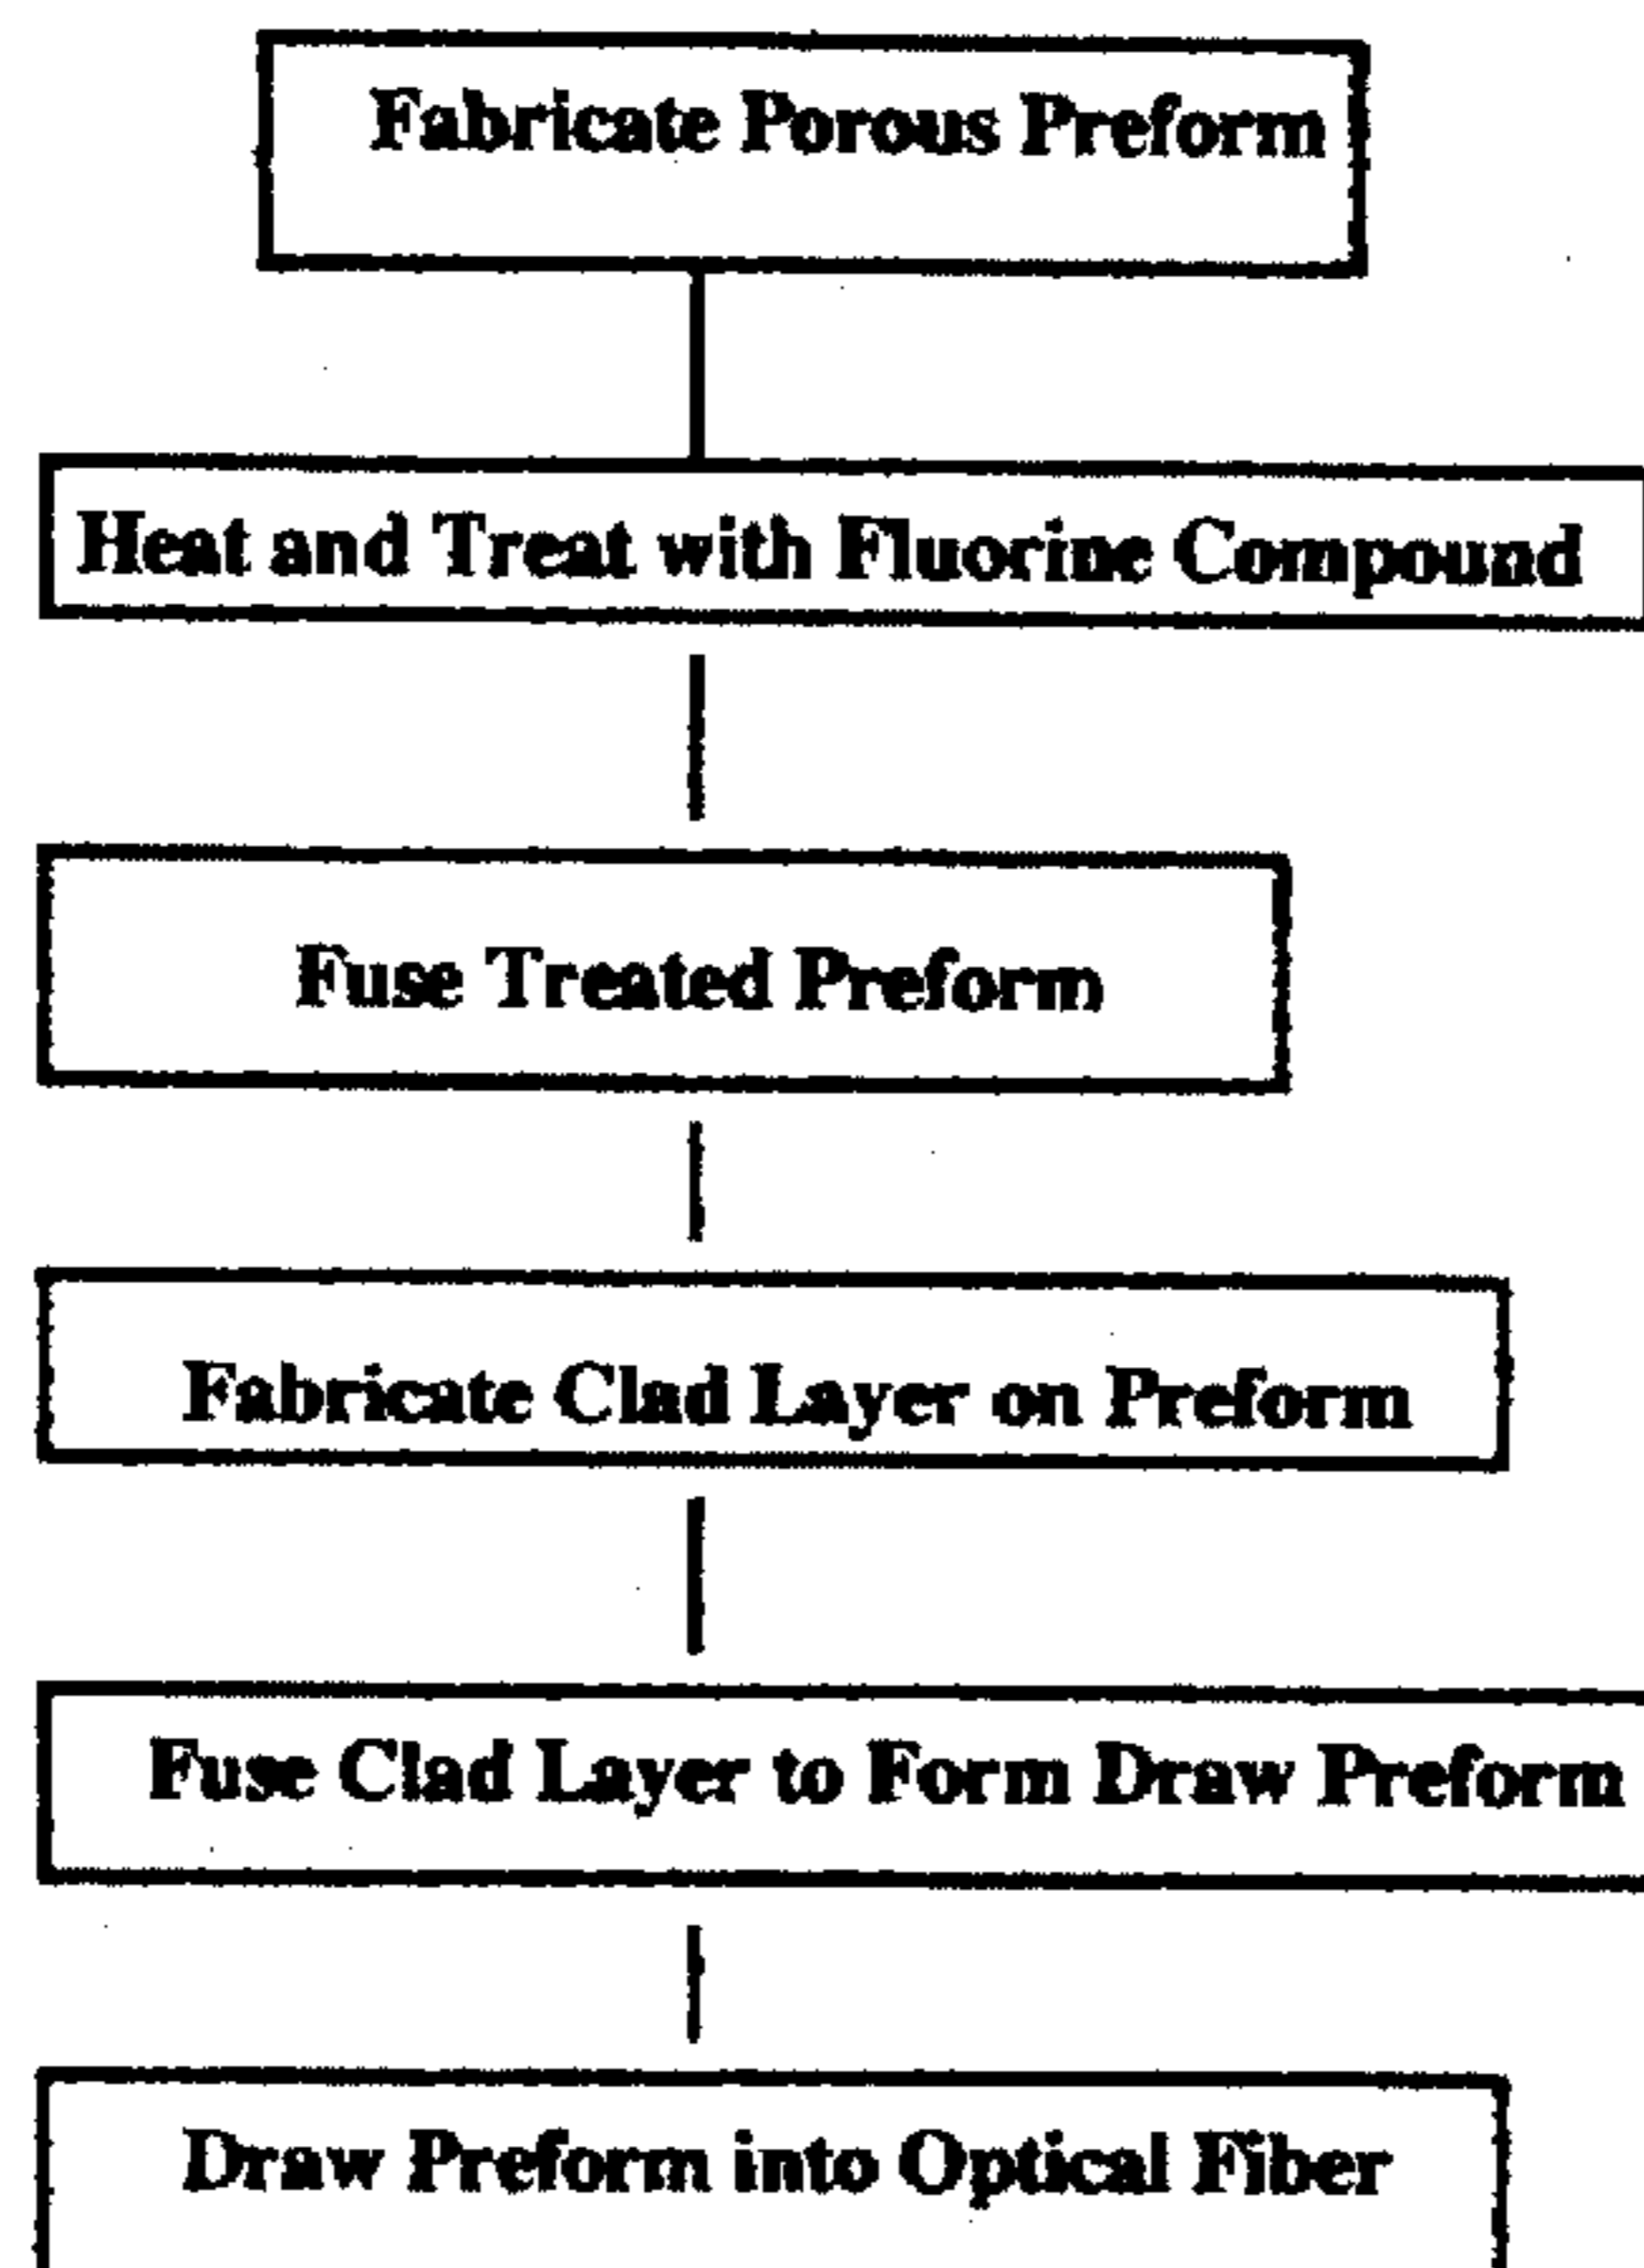 Fabricate Porous Preform
Heat and Treat with Fluorine Compound
Fuse Treated Preform
Fabricate Clad Layer on Preform
Fuse Clad Layer to Form Draw Preform
Draw Preform into Optical Fiber